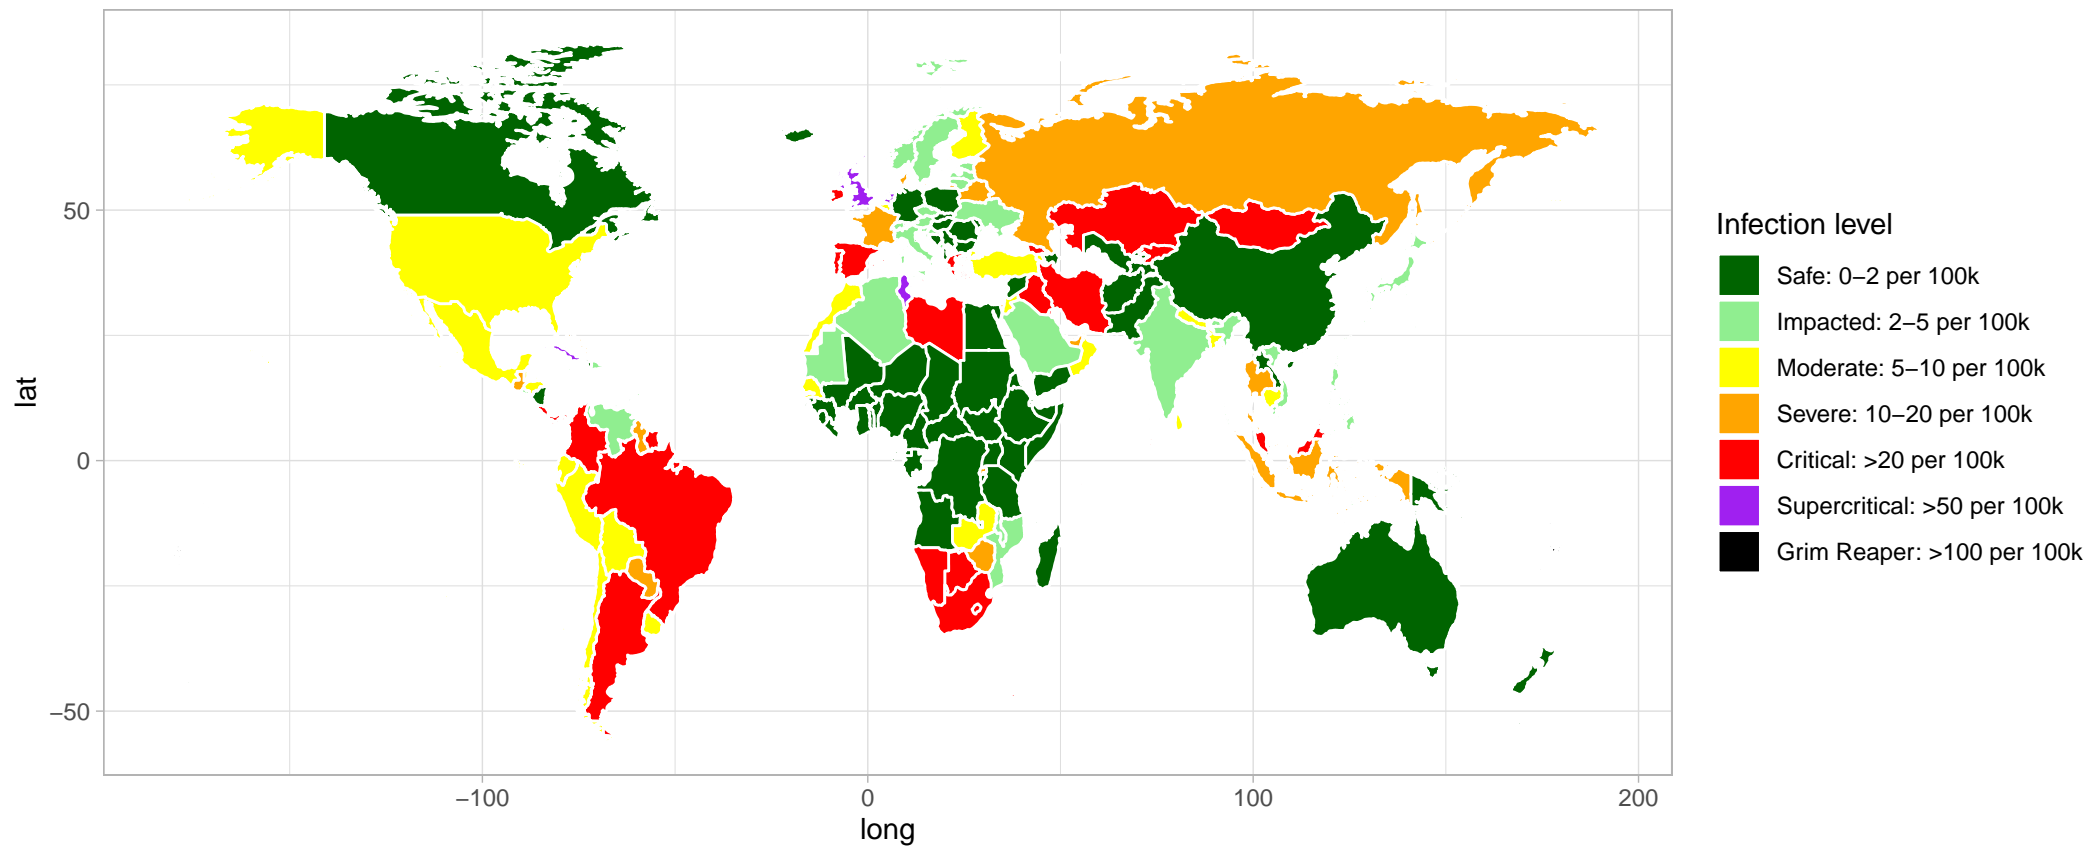 50
0
−50
lat
−100
0
100
200
long
Infection level
Safe: 0−2 per 100k
Impacted: 2−5 per 100k
Moderate: 5−10 per 100k
Severe: 10−20 per 100k
Critical: >20 per 100k
Supercritical: >50 per 100k
Grim Reaper: >100 per 100k